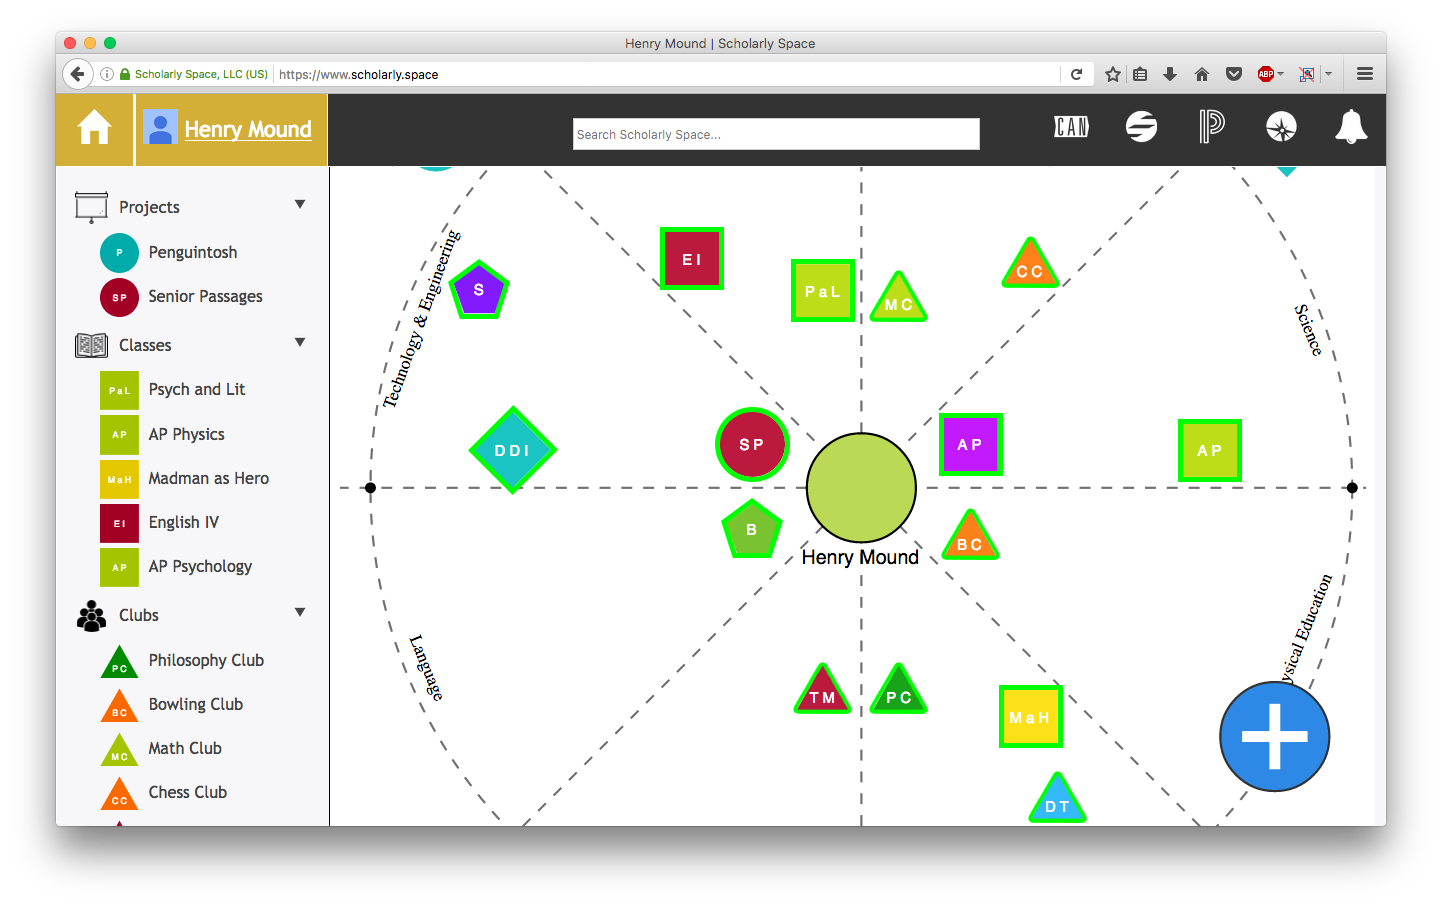 Henry Mound | Scholarly Space
Scholarly Space, LLC (US)
https://www.scholarly.space
ABP
Henry Mound
Search Scholarly Space...
CAN
Projects
P
Penguintosh
SP
Senior Passages
Classes
PaL
Psych and Lit
AP
AP Physics
MaH
Madman as Hero
EI
English IV
AP
AP Psychology
Clubs
PC
Philosophy Club
BC
Bowling Club
MC
Math Club
CC
Chess Club
Technology & Engineering
S
EI
PaL
MC
CC
Science
DDI
SP
AP
AP
B
BC
Henry Mound
Language
ysical Education
TM
PC
MaH
DT